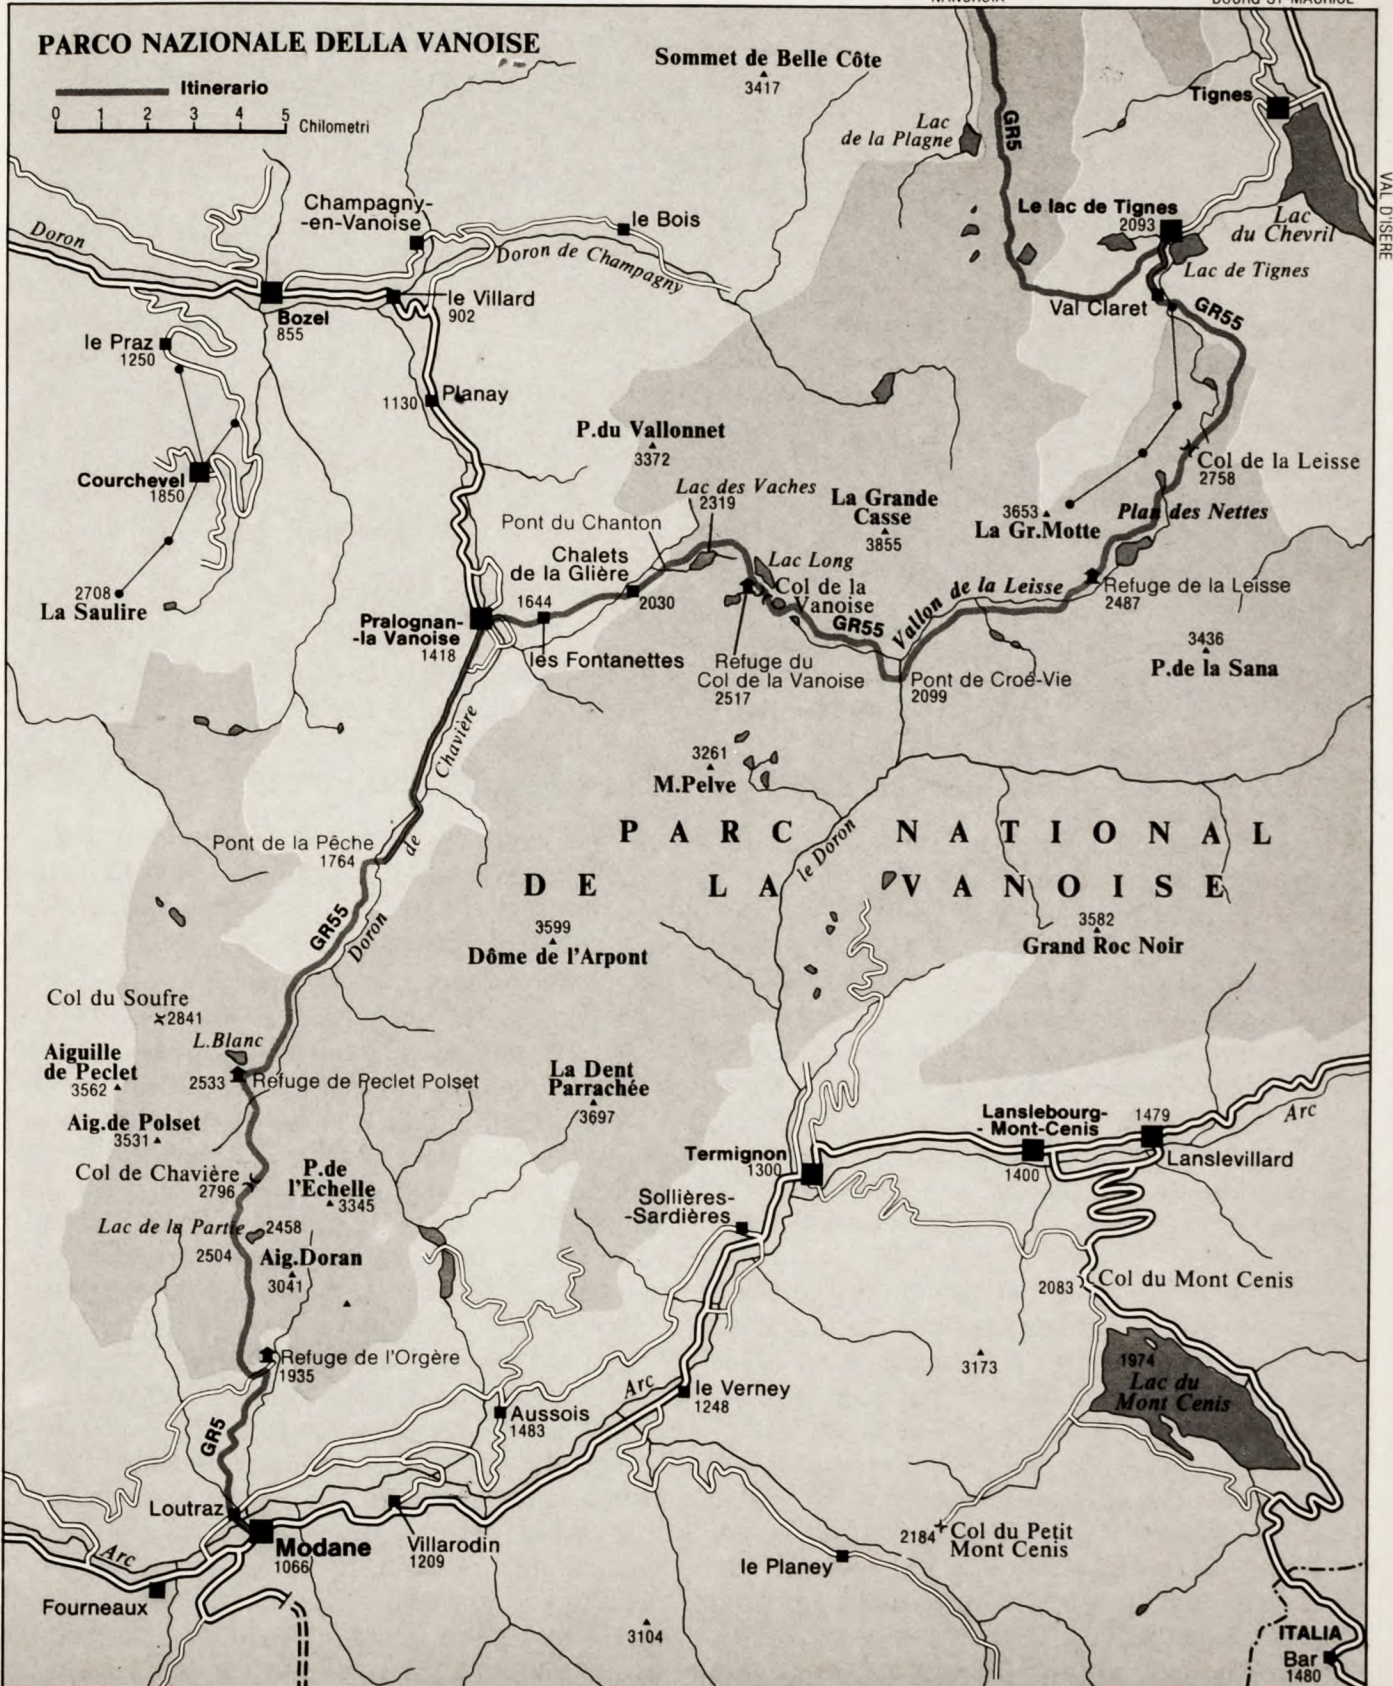 PARCO NAZIONALE DELLA VANOISE
Itinerario
0 1 2 3 4 5 Chilometri
Sommet de Belle Côte
3417
BOURG ST MAURICE
Tignes
VAL D'ISERE
Lac
de la Plagne
GR5
Le lac de Tignes
2093
Lac
du Chevril
Lac de Tignes
Val Claret
GR55
Champagny-
-en-Vanoise
le Bois
Doron
Doron de Champagny
Bozel
855
le Villard
902
le Praz
1250
1130 Planay
P.du Vallonnet
3372
Courchevel
1850
Col de la Leisse
2758
Lac des Vaches
2319
La Grande
Casse
3855
3653
La Gr.Motte
Plan des Nettes
Pont du Chanton
Chalets
de la Glière
2030
Lac Long
Col de la
Vanoise
GR55
Vallon de la Leisse
Refuge de la Leisse
2487
2708
La Saulire
1644
Pralognan-
-la Vanoise
1418
les Fontanettes
Refuge du
Col de la Vanoise
2517
Pont de Croé-Vie
2099
3436
P.de la Sana
3261
M.Pelve
Doron de Chavière
Pont de la Pêche
1764
PARC NATIONAL
DE LA VANOISE
le Doron
GR55
3599
Dôme de l'Arpont
3582
Grand Roc Noir
Col du Soufre
2841
L.Blanc
Aiguille
de Peclet
3562
2533 Refuge de Peclet Polset
La Dent
Parrachée
3697
Aig.de Polset
3531
Col de Chavière
2796
P.de
l'Echelle
3345
Lanslebourg-
-Mont-Cenis
1400
1479
Lanslevillard
Arc
Termignon
1300
Sollières-
-Sardières
Lac de la Partie 2458
2504
Aig.Doran
3041
2083 Col du Mont Cenis
Refuge de l'Orgère
1935
3173
1974
Lac du
Mont Cenis
Arc
le Verney
1248
Aussois
1483
GR5
Loutraz
Modane
1066
Villarodin
1209
Arc
Fourneaux
2184 Col du Petit
Mont Cenis
le Planey
3104
ITALIA
Bar
1480